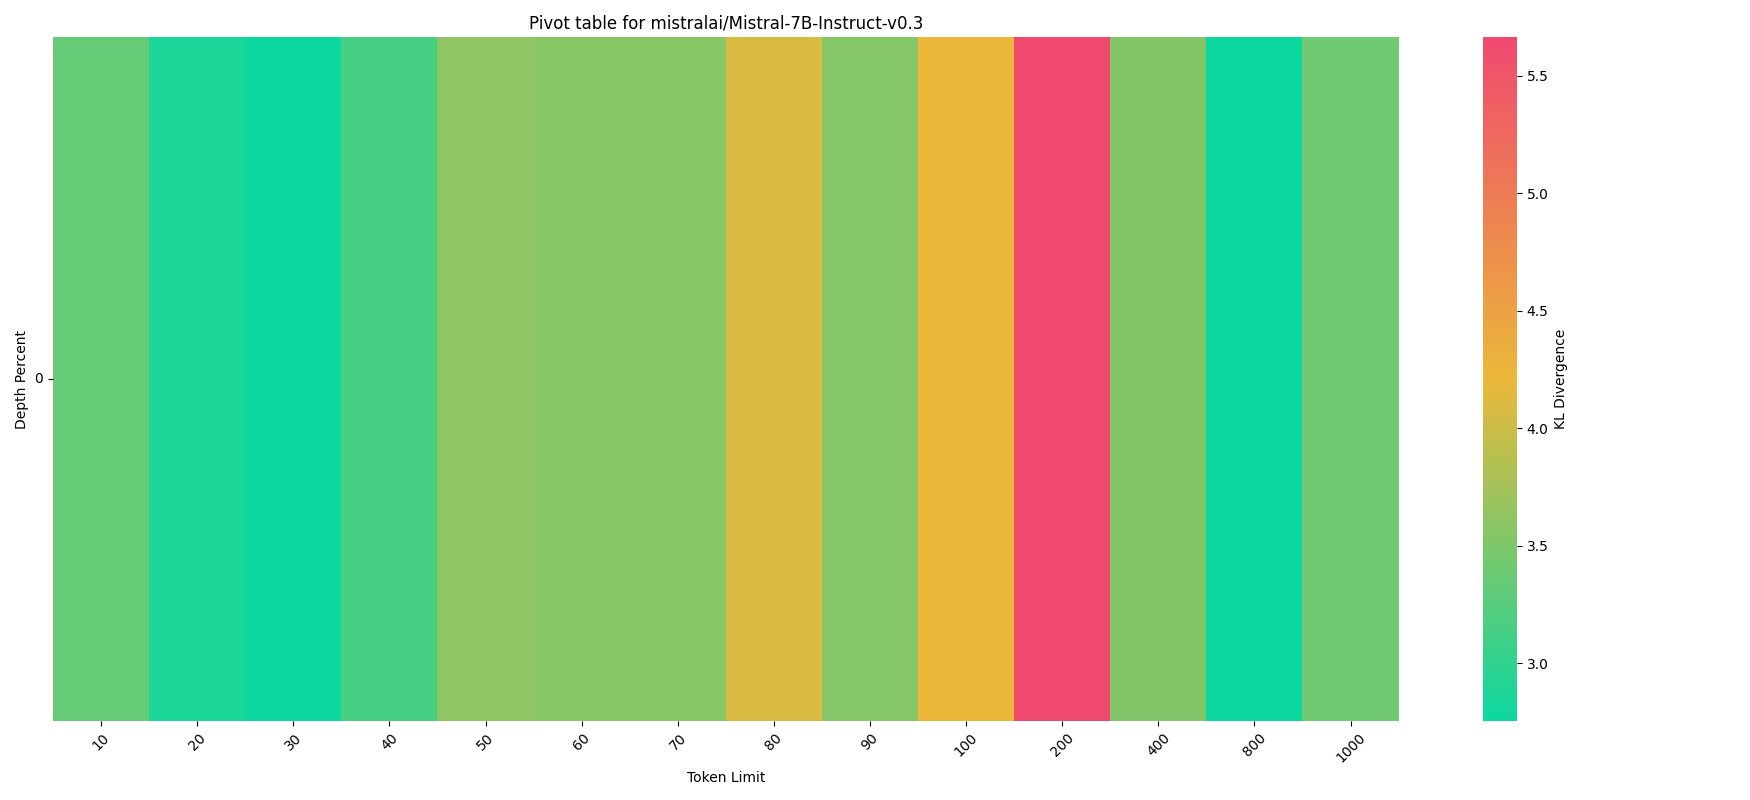 Pivot table for mistralai/Mistral-7B-Instruct-v0.3
Depth Percent
0
10 20 30 40 50 60 70 80 90 100 200 400 800 1000
Token Limit
5.5
5.0
4.5
4.0
3.5
3.0
KL Divergence